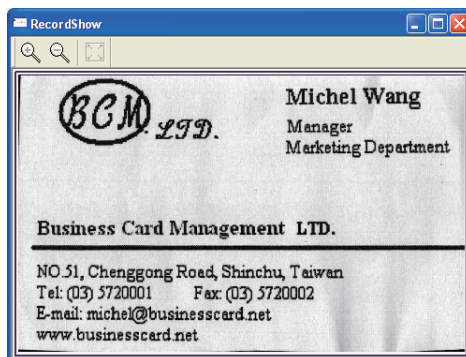 RecordShow
BCM. LTD.
Michel Wang
Manager
Marketing Department
Business Card Management LTD.
NO.51, Chenggong Road, Shinchu, Taiwan
Tel: (03) 5720001 Fax: (03) 5720002
E-mail: michel@businesscard.net
www.businesscard.net